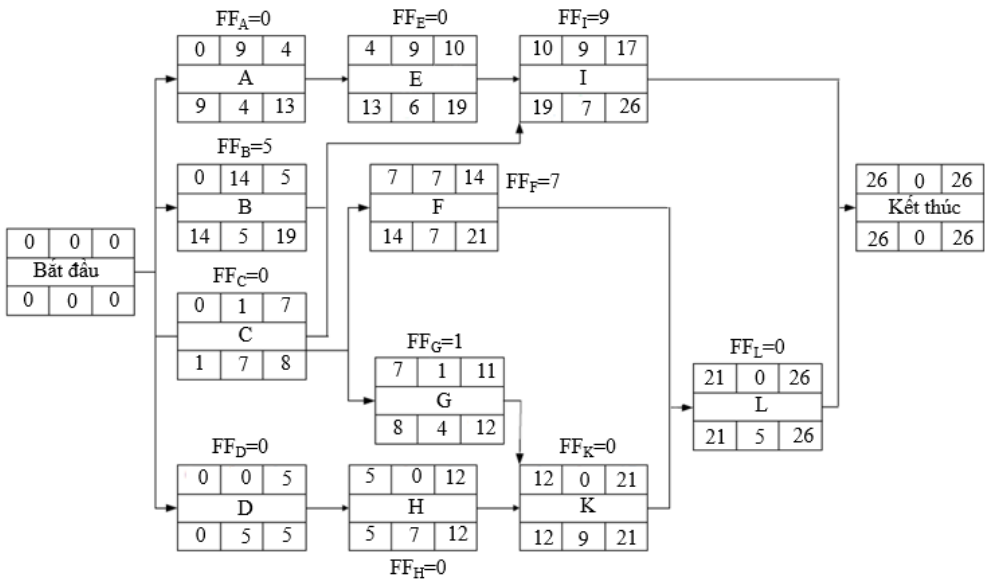 FFA=0
0 9 4
A
9 4 13
FFE=0
4 9 10
E
13 6 19
FFI=9
10 9 17
I
19 7 26
FFB=5
0 14 5
B
14 5 19
7 7 14
F
14 7 21
FFF=7
26 0 26
Kết thúc
26 0 26
0 0 0
Bắt đầu
0 0 0
FFC=0
0 1 7
C
1 7 8
FFG=1
7 1 11
G
8 4 12
FFL=0
21 0 26
L
21 5 26
FFD=0
0 0 5
D
0 5 5
5 0 12
H
5 7 12
FFH=0
FFK=0
12 0 21
K
12 9 21